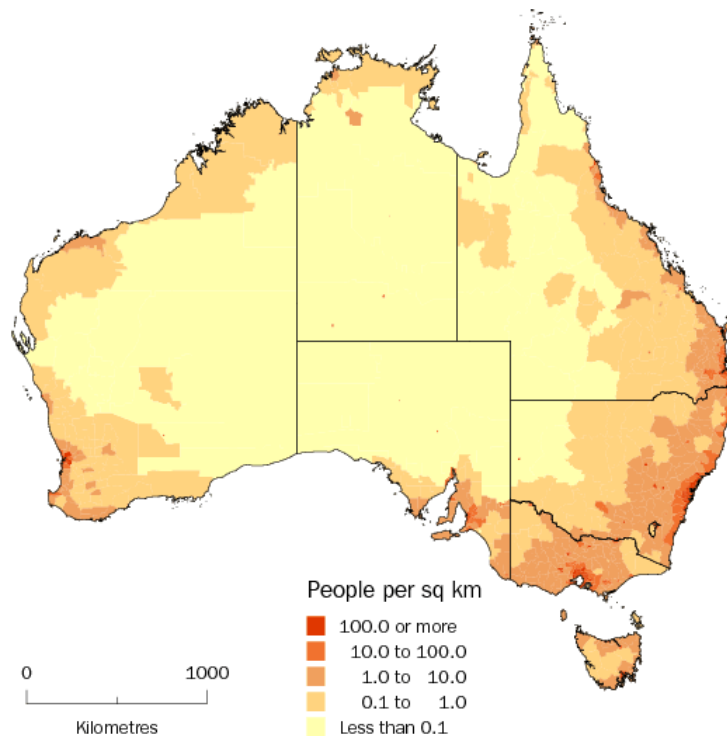 People per sq km
100.0 or more
10.0 to 100.0
1.0 to 10.0
0.1 to 1.0
Less than 0.1
0 1000
Kilometres